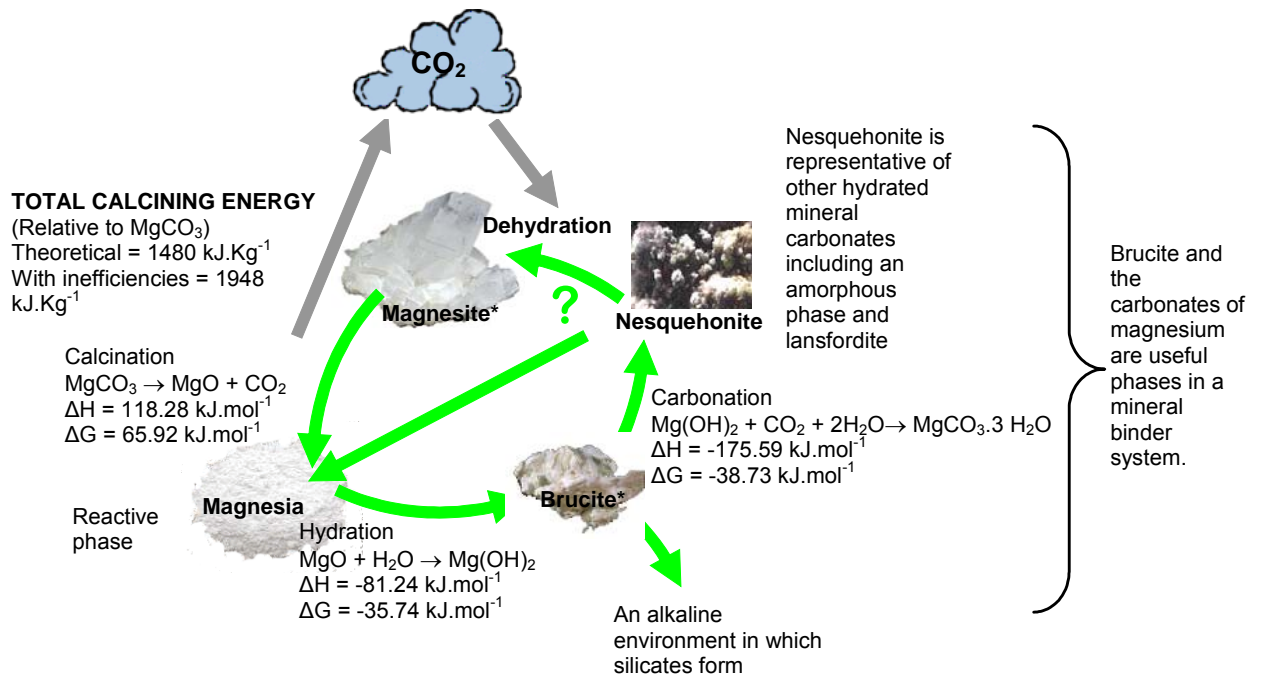 CO2
TOTAL CALCINING ENERGY
(Relative to MgCO3)
Theoretical = 1480 kJ.Kg-1
With inefficiencies = 1948
kJ.Kg-1
Dehydration
Magnesite*
?
Nesquehonite
Nesquehonite is
representative of
other hydrated
mineral
carbonates
including an
amorphous
phase and
lansfordite
Brucite and
the
carbonates of
magnesium
are useful
phases in a
mineral
binder
system.
Calcination
MgCO3 → MgO + CO2
ΔH = 118.28 kJ.mol-1
ΔG = 65.92 kJ.mol-1
Carbonation
Mg(OH)2 + CO2 + 2H2O→ MgCO3.3 H2O
ΔH = -175.59 kJ.mol-1
ΔG = -38.73 kJ.mol-1
Magnesia
Brucite*
Reactive
phase
Hydration
MgO + H2O → Mg(OH)2
ΔH = -81.24 kJ.mol-1
ΔG = -35.74 kJ.mol-1
An alkaline
environment in which
silicates form